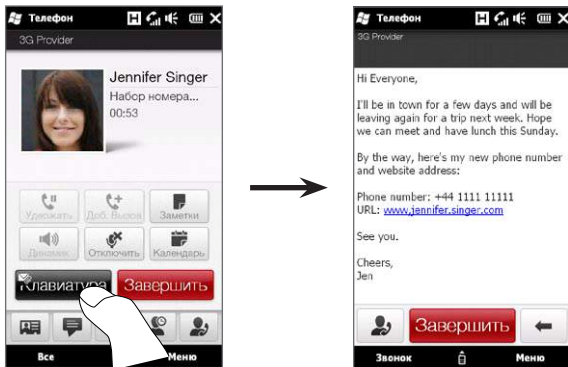 Телефон
3G Provider
Jennifer Singer
Набор номера...
00:53
Удержать
Доб. Вызов
Заметки
Динамик
Отключить
Календарь
Клавиатура
Завершить
Все
Меню
Телефон
3G Provider
Hi Everyone,
I'll be in town for a few days and will be
leaving again for a trip next week. Hope
we can meet and have lunch this Sunday.
By the way, here's my new phone number
and website address:
Phone number: +44 1111 11111
URL: www.jennifer.singer.com
See you.
Cheers,
Jen
Завершить
Звонок
Меню